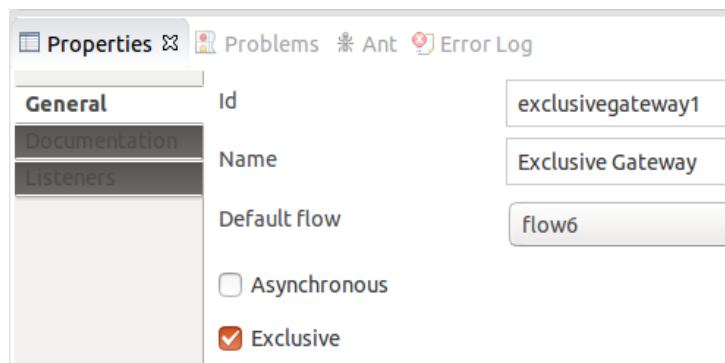 Properties Problems Ant Error Log
General
Documentation
Listeners
Id exclusivegateway1
Name Exclusive Gateway
Default flow flow6
Asynchronous
Exclusive